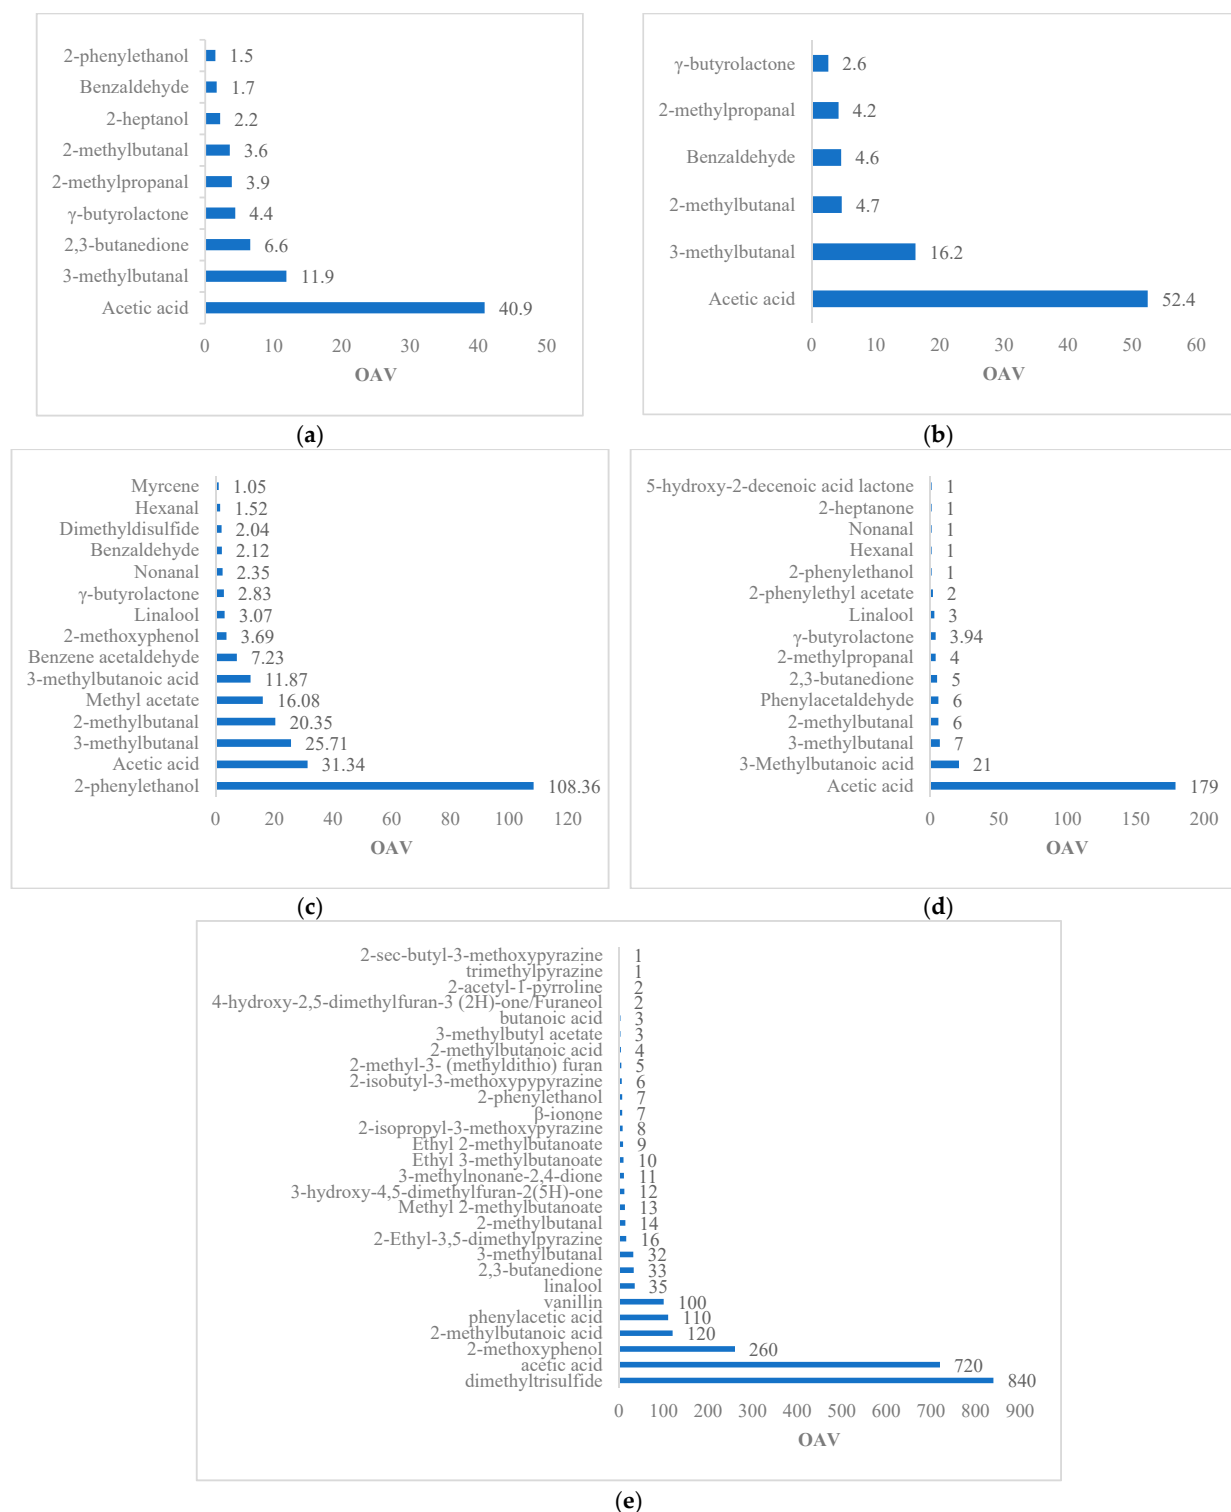 2-phenylethanol 1.5
Benzaldehyde 1.7
2-heptanol 2.2
2-methylbutanal 3.6
2-methylpropanal 3.9
γ-butyrolactone 4.4
2,3-butanedione 6.6
3-methylbutanal 11.9
Acetic acid 40.9
0 10 20 30 40 50
OAV
(a)
γ-butyrolactone 2.6
2-methylpropanal 4.2
Benzaldehyde 4.6
2-methylbutanal 4.7
3-methylbutanal 16.2
Acetic acid 52.4
0 10 20 30 40 50 60
OAV
(b)
Myrcene 1.05
Hexanal 1.52
Dimethyldisulfide 2.04
Benzaldehyde 2.12
Nonanal 2.35
γ-butyrolactone 2.83
Linalool 3.07
2-methoxyphenol 3.69
Benzene acetaldehyde 7.23
3-methylbutanoic acid 11.87
Methyl acetate 16.08
2-methylbutanal 20.35
3-methylbutanal 25.71
Acetic acid 31.34
2-phenylethanol 108.36
0 20 40 60 80 100 120
OAV
(c)
5-hydroxy-2-decenoic acid lactone 1
2-heptanone 1
Nonanal 1
Hexanal 1
2-phenylethanol 1
2-phenylethyl acetate 2
Linalool 3
γ-butyrolactone 3.94
2-methylpropanal 4
2,3-butanedione 5
Phenylacetaldehyde 6
2-methylbutanal 6
3-methylbutanal 7
3-Methylbutanoic acid 21
Acetic acid 179
0 50 100 150 200
OAV
(d)
2-sec-butyl-3-methoxypyrazine 1
trimethylpyrazine 1
2-acetyl-1-pyrroline 2
4-hydroxy-2,5-dimethylfuran-3 (2H)-one/Furaneol 2
butanoic acid 3
3-methylbutyl acetate 3
2-methylbutanoic acid 4
2-methyl-3- (methyldithio) furan 5
2-isobutyl-3-methoxypypyrazine 6
2-phenylethanol 7
β-ionone 7
2-isopropyl-3-methoxypyrazine 8
Ethyl 2-methylbutanoate 9
Ethyl 3-methylbutanoate 10
3-methylnonane-2,4-dione 11
3-hydroxy-4,5-dimethylfuran-2(5H)-one 12
Methyl 2-methylbutanoate 13
2-methylbutanal 14
2-Ethyl-3,5-dimethylpyrazine 16
3-methylbutanal 32
2,3-butanedione 33
linalool 35
vanillin 100
phenylacetic acid 110
2-methylbutanoic acid 120
2-methoxyphenol 260
acetic acid 720
dimethyltrisulfide 840
0 100 200 300 400 500 600 700 800 900
OAV
(e)